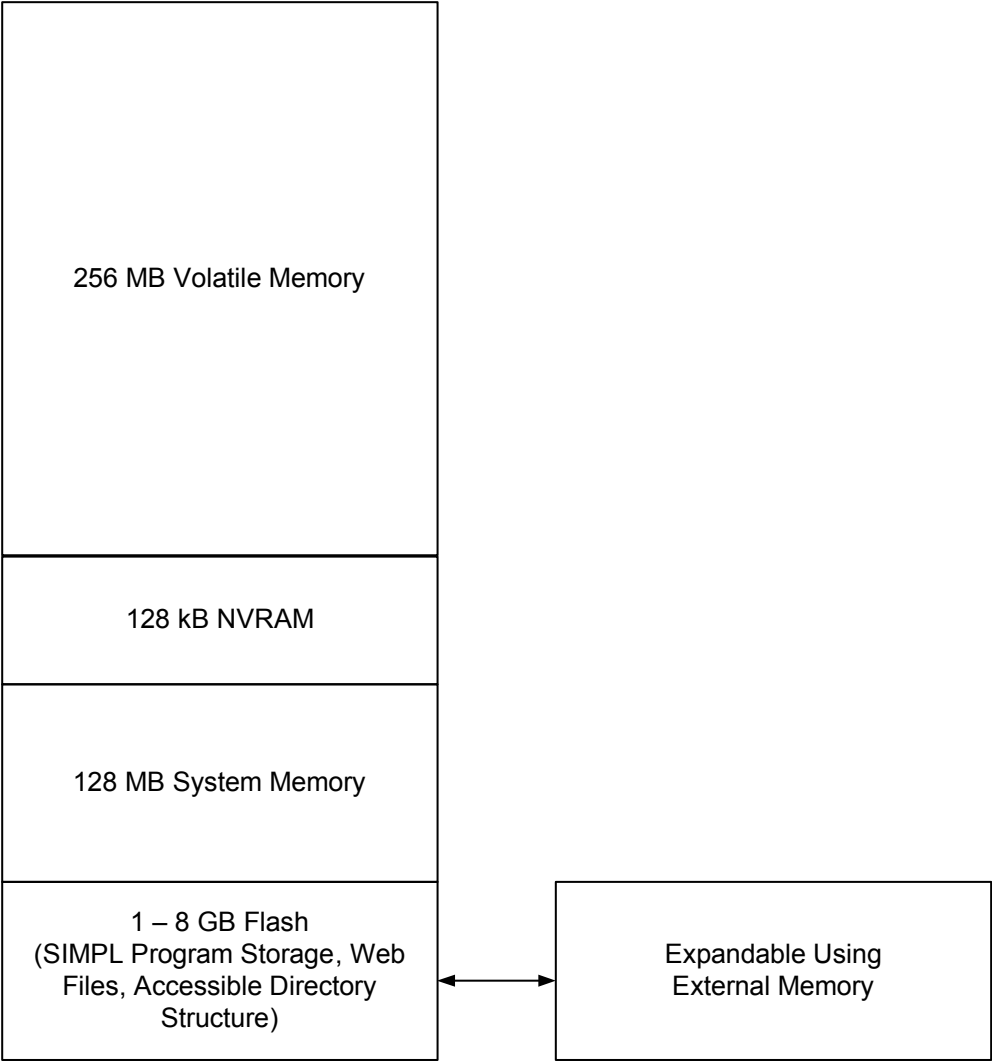 256 MB Volatile Memory
128 kB NVRAM
128 MB System Memory
1 – 8 GB Flash
(SIMPL Program Storage, Web
Files, Accessible Directory
Structure)
Expandable Using
External Memory